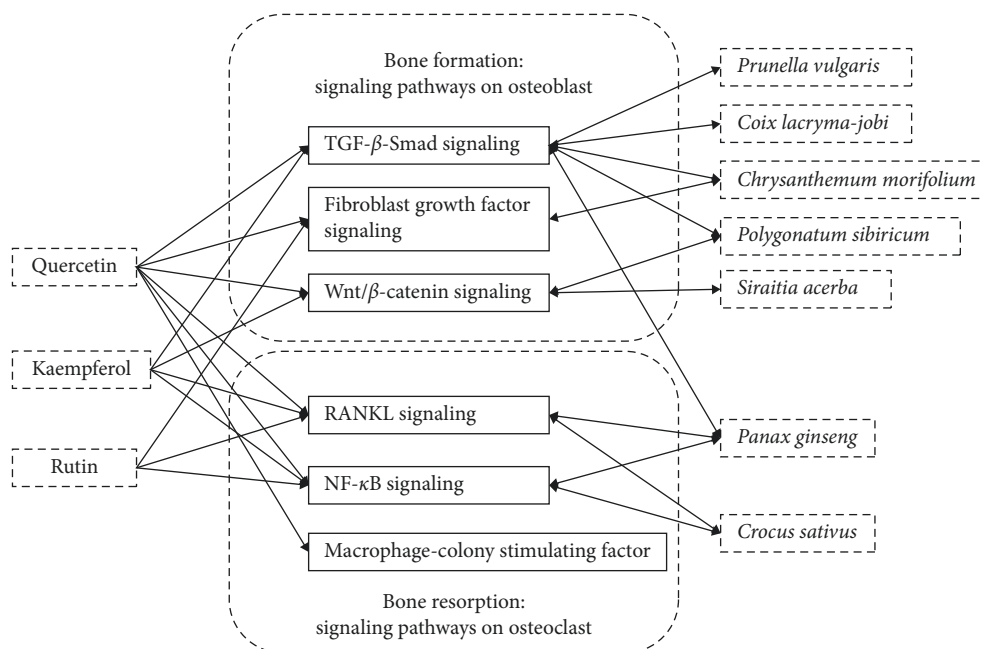 Bone formation:
signaling pathways on osteoblast
TGF-β-Smad signaling
Fibroblast growth factor
signaling
Wnt/β-catenin signaling
Quercetin
Kaempferol
Rutin
RANKL signaling
NF-κB signaling
Macrophage-colony stimulating factor
Bone resorption:
signaling pathways on osteoclast
Prunella vulgaris
Coix lacryma-jobi
Chrysanthemum morifolium
Polygonatum sibiricum
Siraitia acerba
Panax ginseng
Crocus sativus